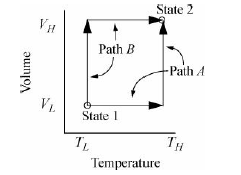 State 2
V_H
Path B
Path A
Volume
V_L
State 1
T_L
T_H
Temperature